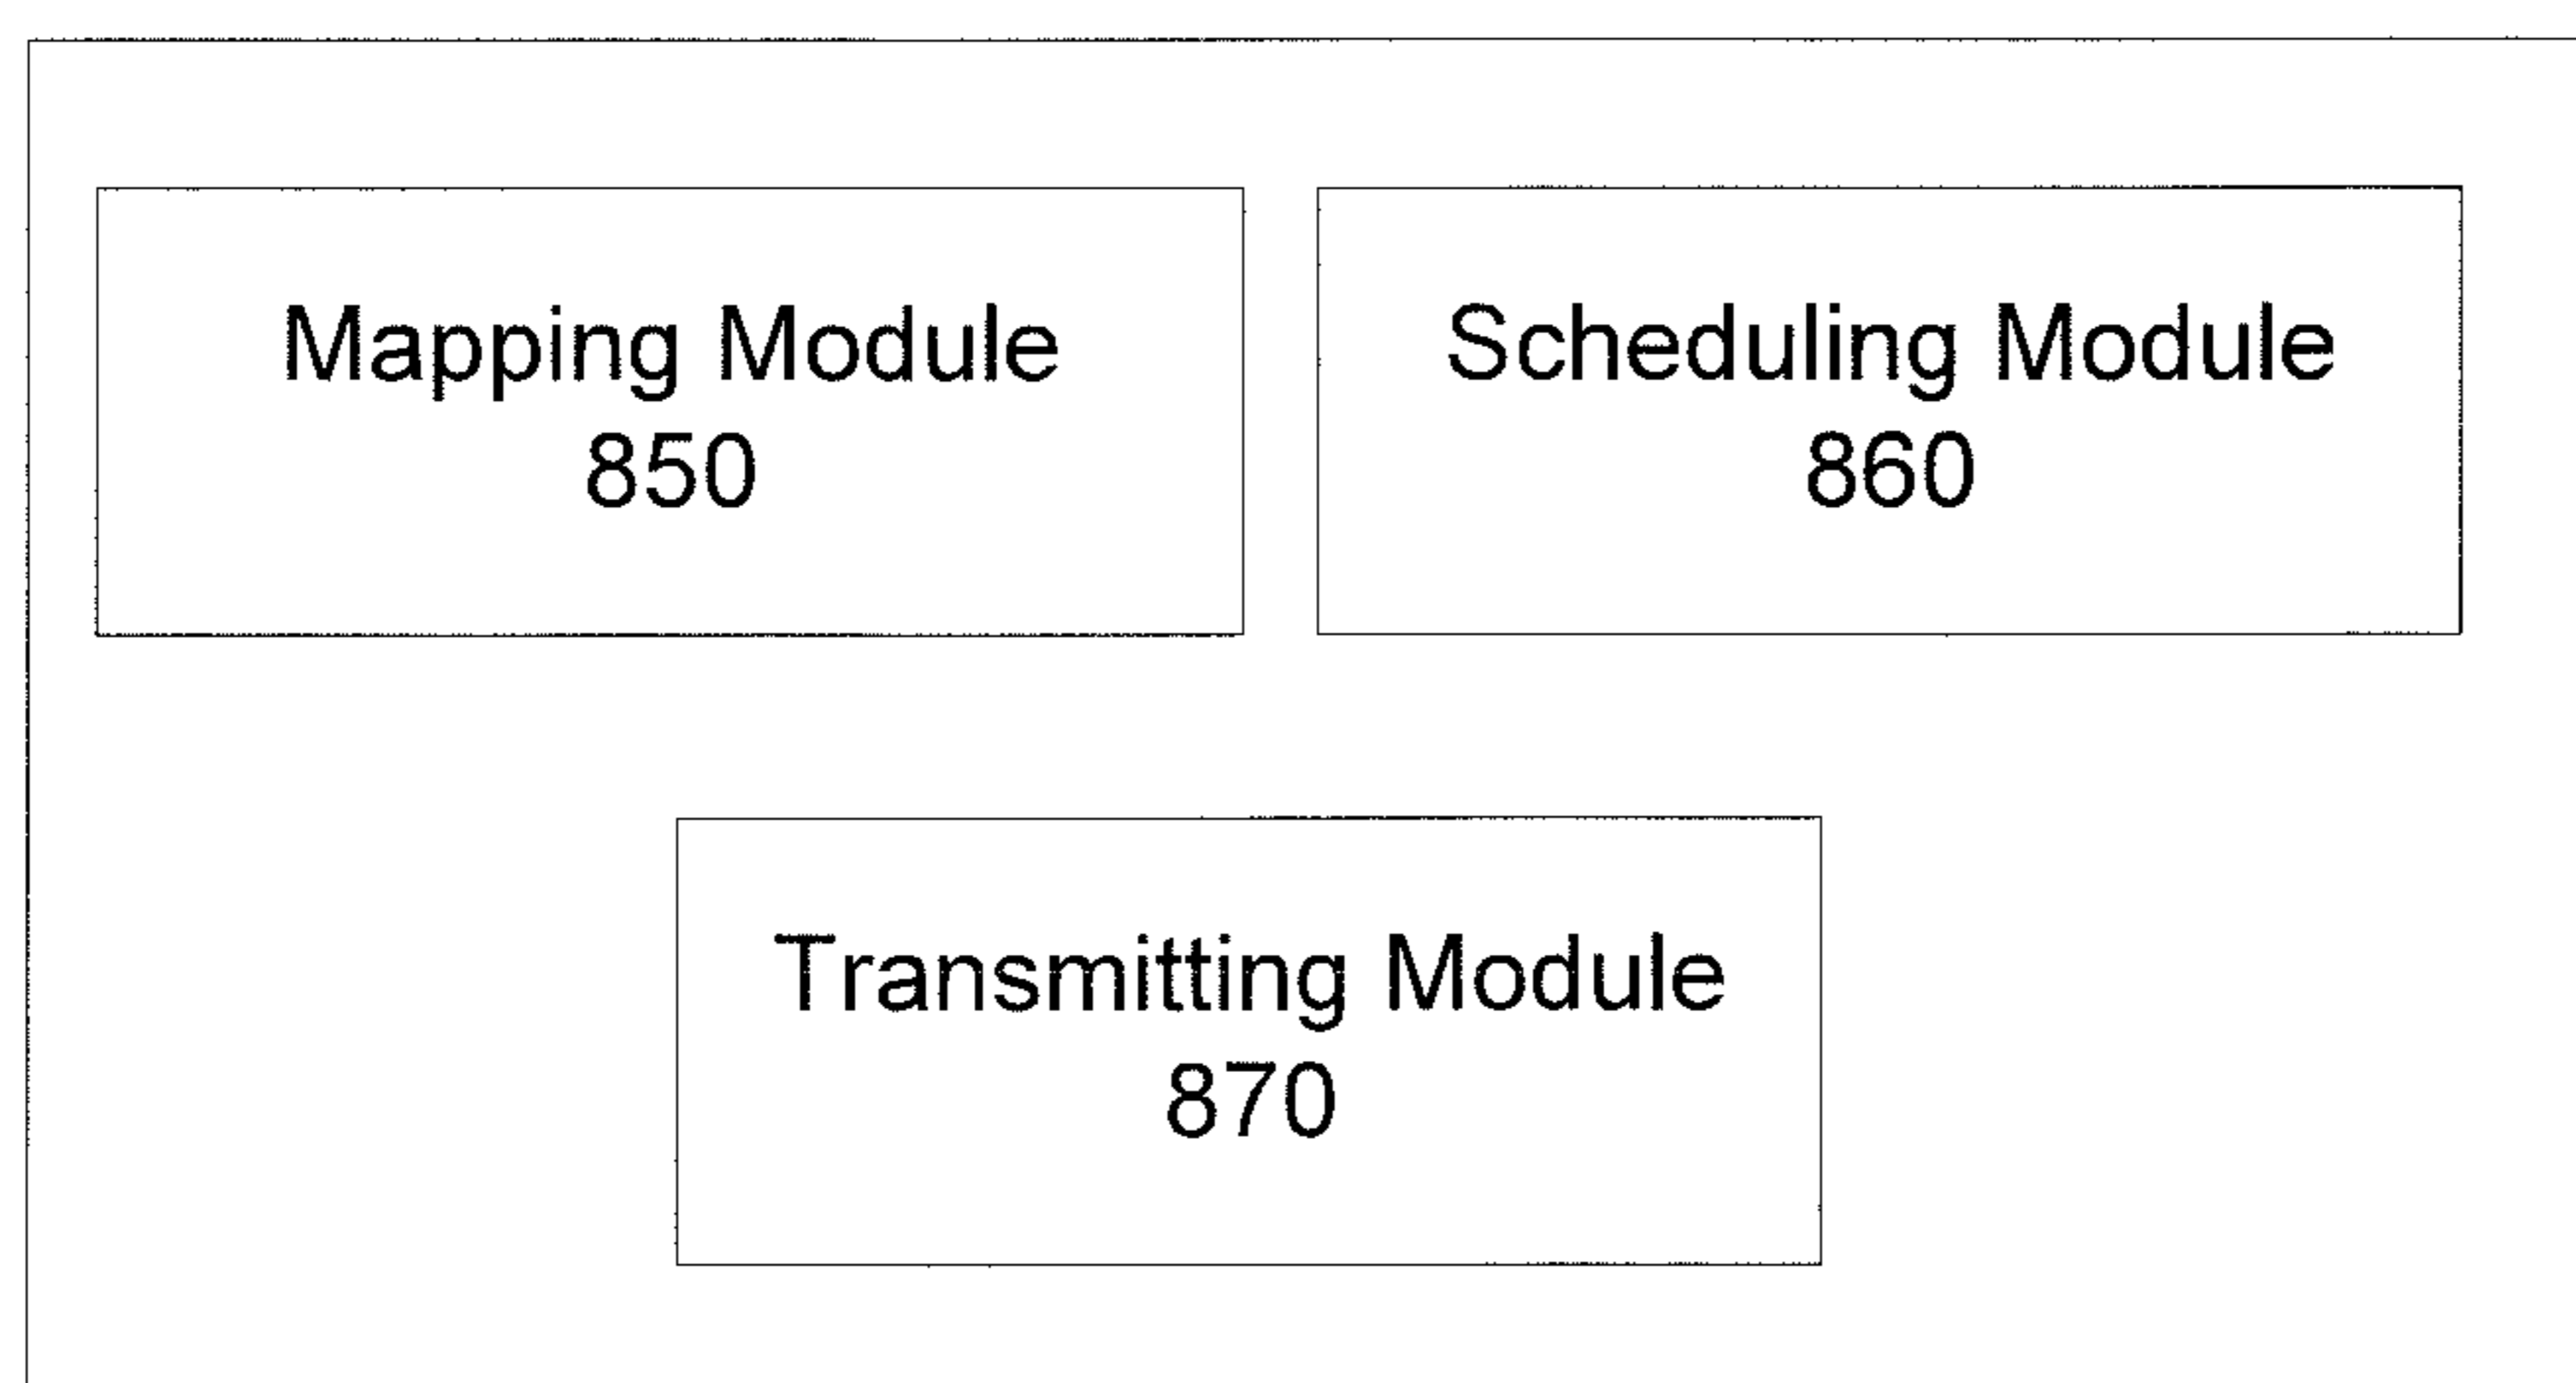 Mapping Module
850
Scheduling Module
860
Transmitting Module
870